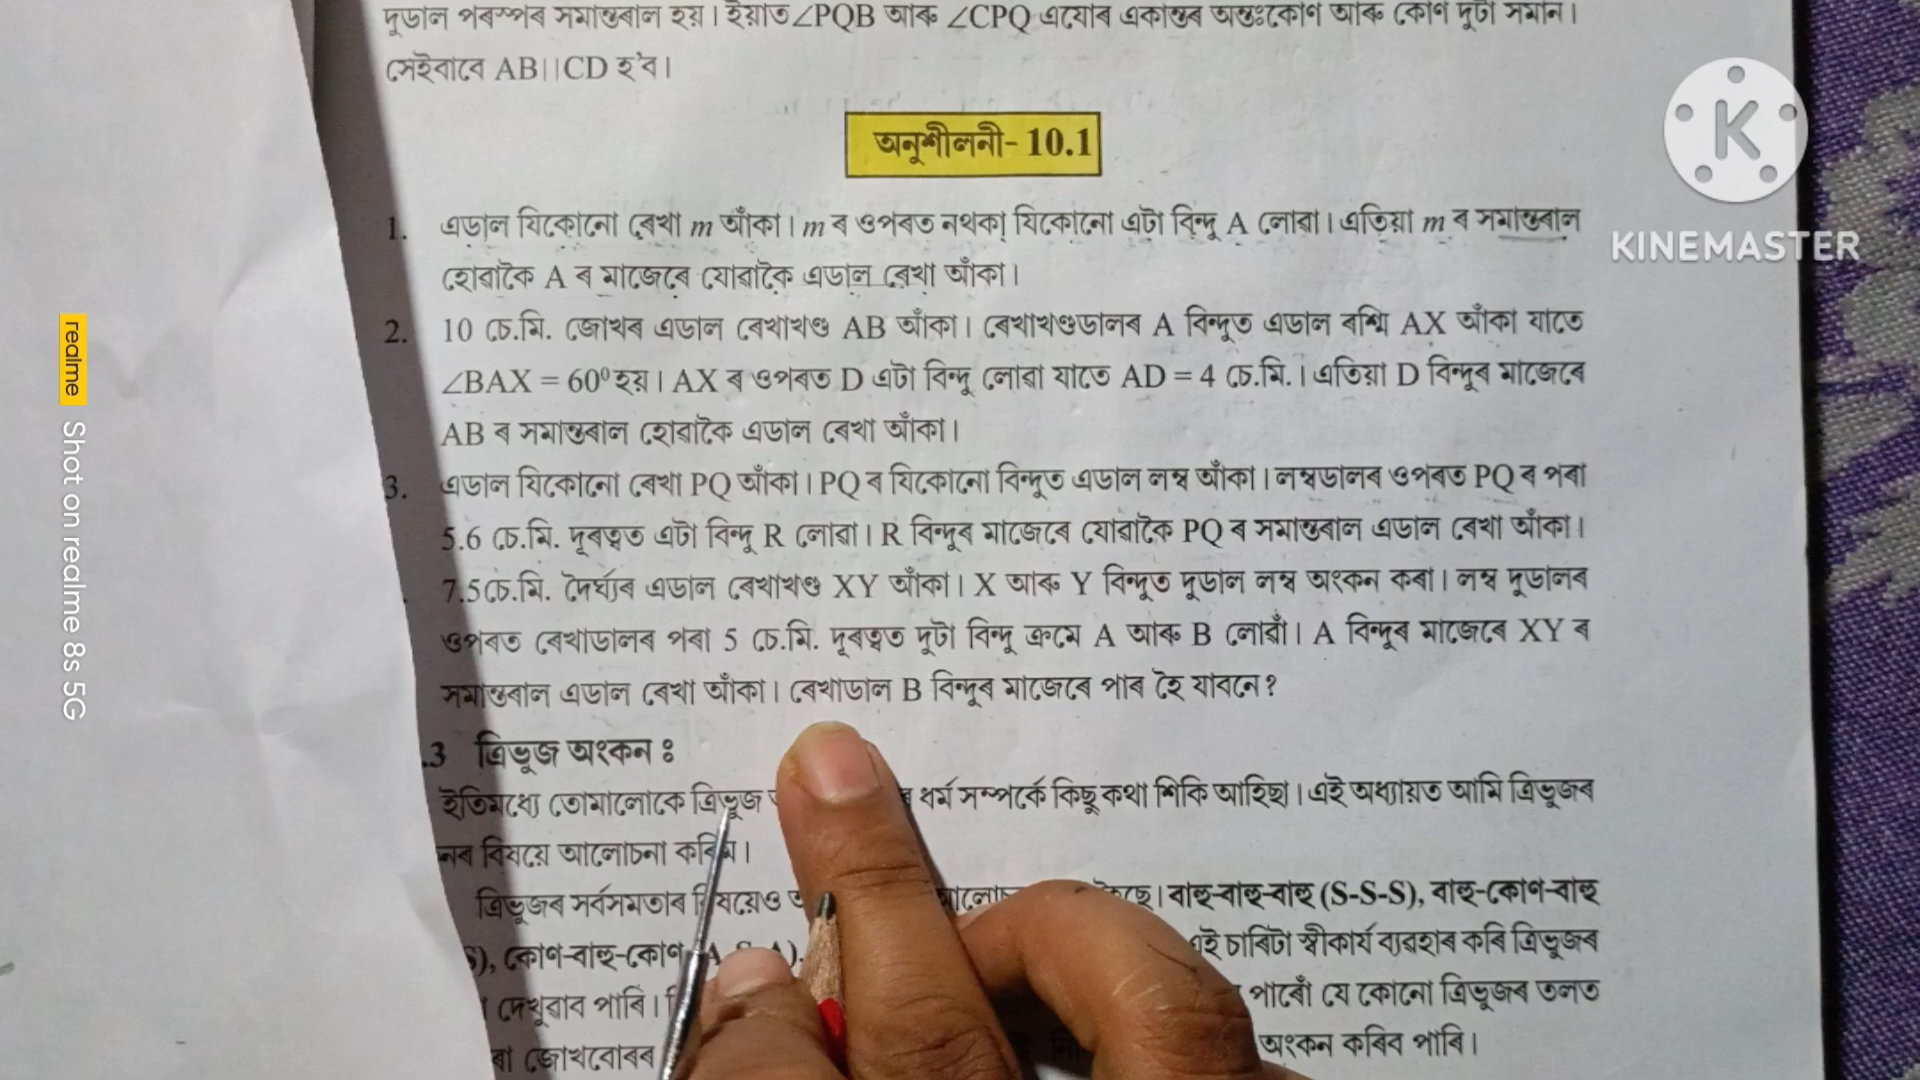 দুডাল পৰস্পৰ সমান্তৰাল হয়। ইয়াত ∠PQB আৰু ∠CPQ এযোৰ একান্তৰ অন্তঃকোণ আৰু কোণ দুটা সমান।
সেইবাবে AB||CD হ’ব।
অনুশীলনী- 10.1
1. এডাল যিকোনো ৰেখা m আঁকা। m ৰ ওপৰত নথকা যিকোনো এটা বিন্দু A লোৱা। এতিয়া m ৰ সমান্তৰাল
হোৱাকৈ A ৰ মাজেৰে যোৱাকৈ এডাল ৰেখা আঁকা।
2. 10 চে.মি. জোখৰ এডাল ৰেখাখণ্ড AB আঁকা। ৰেখাখণ্ডডালৰ A বিন্দুত এডাল ৰশ্মি AX আঁকা যাতে
∠BAX = 60⁰ হয়। AX ৰ ওপৰত D এটা বিন্দু লোৱা যাতে AD = 4 চে.মি.। এতিয়া D বিন্দুৰ মাজেৰে
AB ৰ সমান্তৰাল হোৱাকৈ এডাল ৰেখা আঁকা।
3. এডাল যিকোনো ৰেখা PQ আঁকা। PQ ৰ যিকোনো বিন্দুত এডাল লম্ব আঁকা। লম্বডালৰ ওপৰত PQ ৰ পৰা
5.6 চে.মি. দূৰত্বত এটা বিন্দু R লোৱা। R বিন্দুৰ মাজেৰে যোৱাকৈ PQ ৰ সমান্তৰাল এডাল ৰেখা আঁকা।
7.5চে.মি. দৈৰ্ঘ্যৰ এডাল ৰেখাখণ্ড XY আঁকা। X আৰু Y বিন্দুত দুডাল লম্ব অংকন কৰা। লম্ব দুডালৰ
ওপৰত ৰেখাডালৰ পৰা 5 চে.মি. দূৰত্বত দুটা বিন্দু ক্ৰমে A আৰু B লোৱাঁ। A বিন্দুৰ মাজেৰে XY ৰ
সমান্তৰাল এডাল ৰেখা আঁকা। ৰেখাডাল B বিন্দুৰ মাজেৰে পাৰ হৈ যাবনে?
.3 ত্ৰিভূজ অংকন ঃ
ইতিমধ্যে তোমালোকে ত্ৰিভূজ ধৰ্ম সম্পৰ্কে কিছু কথা শিকি আহিছা। এই অধ্যায়ত আমি ত্ৰিভূজৰ
বিষয়ে আলোচনা কৰিম।
ত্ৰিভূজৰ সৰ্বসমতাৰ বিষয়েও বাহু-বাহু-বাহু (S-S-S), বাহু-কোণ-বাহু
কোণ-বাহু-কোণ চাৰিটা স্বীকাৰ্য ব্যৱহাৰ কৰি ত্ৰিভূজৰ
দেখুৱাব পাৰি। পাৰোঁ যে কোনো ত্ৰিভূজৰ তলত
জোখবোৰৰ অংকন কৰিব পাৰি।
KINEMASTER
realme Shot on realme 8s 5G